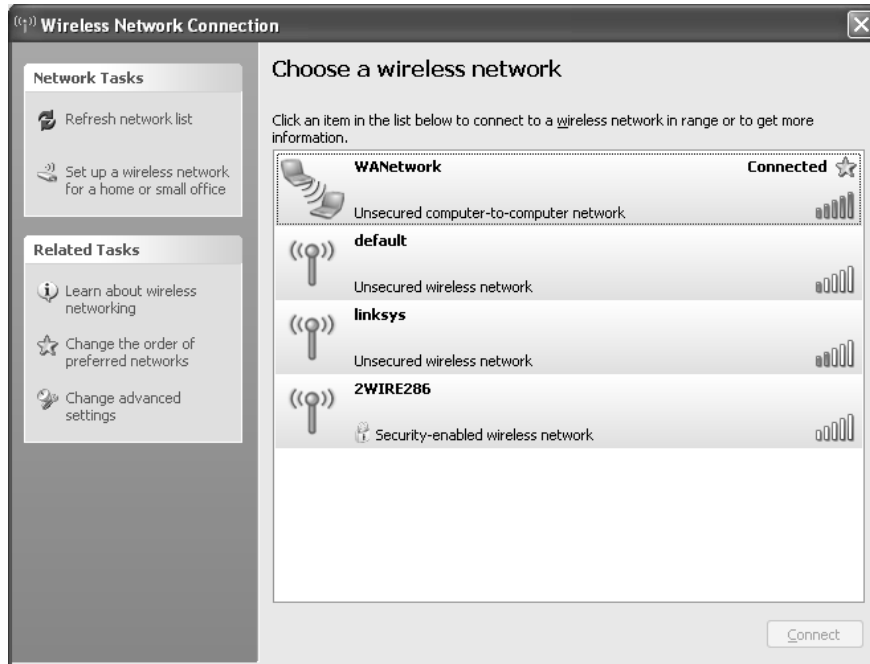 Wireless Network Connection
Network Tasks
Refresh network list
Set up a wireless network
for a home or small office
Related Tasks
Learn about wireless
networking
Change the order of
preferred networks
Change advanced
settings
Choose a wireless network
Click an item in the list below to connect to a wireless network in range or to get more
information.
WANetwork Connected
Unsecured computer-to-computer network
default
Unsecured wireless network
linksys
Unsecured wireless network
2WIRE286
Security-enabled wireless network
Connect